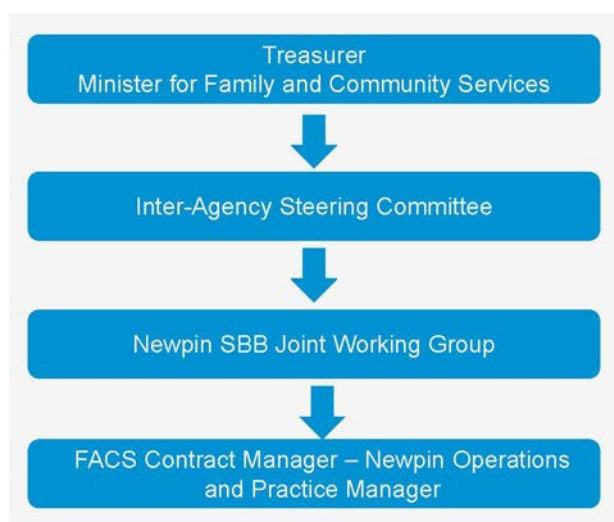 Treasurer
Minister for Family and Community Services
Inter-Agency Steering Committee
Newpin SBB Joint Working Group
FACS Contract Manager – Newpin Operations
and Practice Manager